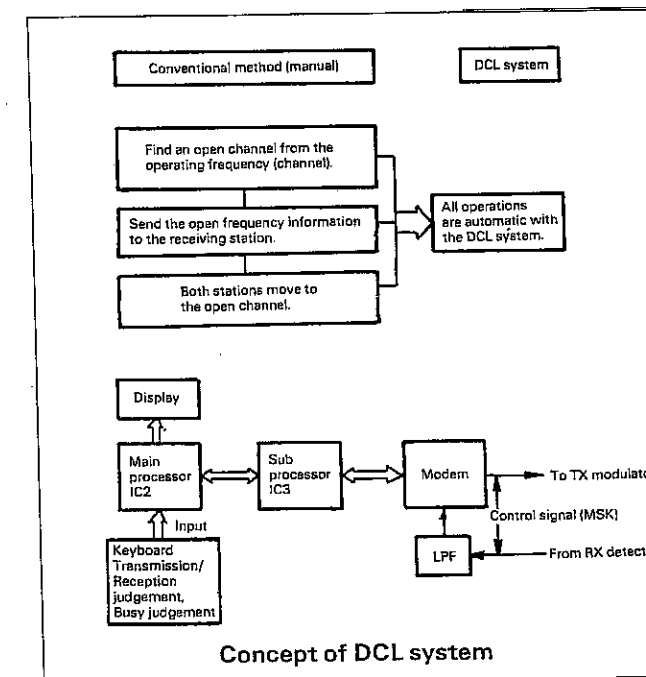 Conventional method (manual)
DCL system
Find an open channel from the
operating frequency (channel).
Send the open frequency information
to the receiving station.
Both stations move to
the open channel.
All operations
are automatic with
the DCL system.
Display
Main
processor
IC2
Sub
processor
IC3
Modem
To TX modulato
Control signal (MSK)
Input
LPF
From RX detect
Keyboard
Transmission/
Reception
judgement,
Busy judgement
Concept of DCL system